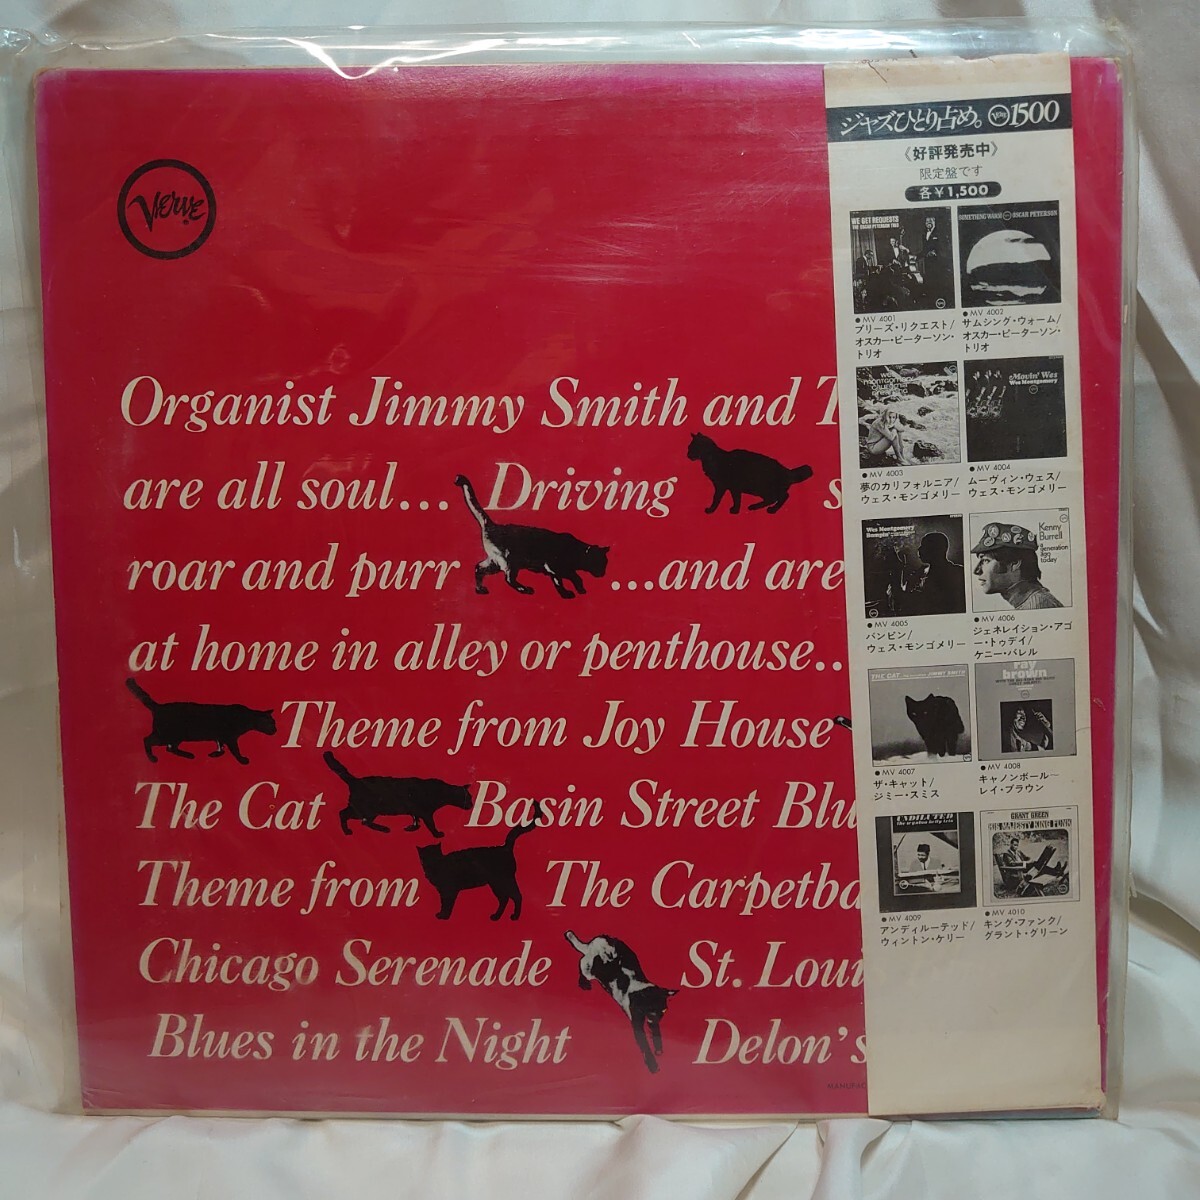 Verve
Organist Jimmy Smith and T
are all soul... Driving s
roar and purr ...and are
at home in alley or penthouse..
Theme from Joy House
The Cat Basin Street Blu
Theme from The Carpetba
Chicago Serenade St. Loui
Blues in the Night Delon's
ジャズひとり占め。 Verve 1500
《好評発売中》
限定盤です
各¥1,500
WE GET REQUESTS
THE OSCAR PETERSON TRIO
SOMETHING WARM OSCAR PETERSON
●MV 4001
プリーズ・リクエスト/
オスカー・ピーターソン・
トリオ
●MV 4002
サムシング・ウォーム/
オスカー・ピーターソン・
トリオ
wes
montgomery
california
dreaming
Movin' Wes
Wes Montgomery
●MV 4003
夢のカリフォルニア/
ウェス・モンゴメリー
●MV 4004
ムーヴィン・ウェス/
ウェス・モンゴメリー
Wes Montgomery
Bumpin'
Kenny
Burrell
a
generation
ago
today
●MV 4005
バンピン/
ウェス・モンゴメリー
●MV 4006
ジェネレイション・アゴ
ー・トゥデイ/
ケニー・バレル
THE CAT JIMMY SMITH
ray
brown
●MV 4007
ザ・キャット/
ジミー・スミス
●MV 4008
キャノンボール〜
レイ・ブラウン
UNDILUTED
GRANT GREEN
HIS MAJESTY KING FUNK
●MV 4009
アンディルーテッド/
ウィントン・ケリー
●MV 4010
キング・ファンク/
グラント・グリーン